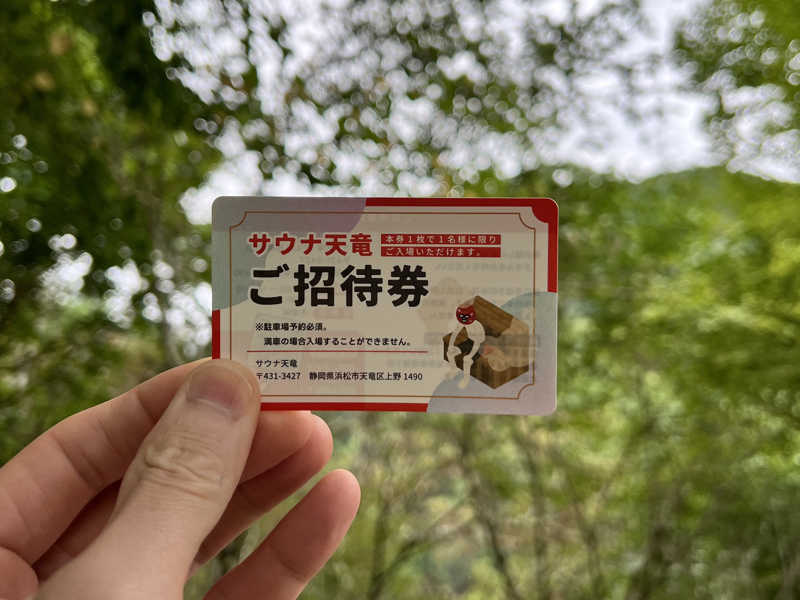 サウナ天竜
本券1枚で1名様に限り
ご入場いただけます。
ご招待券
※駐車場予約必須。
満車の場合入場することができません。
サウナ天竜
〒431-3427　静岡県浜松市天竜区上野 1490